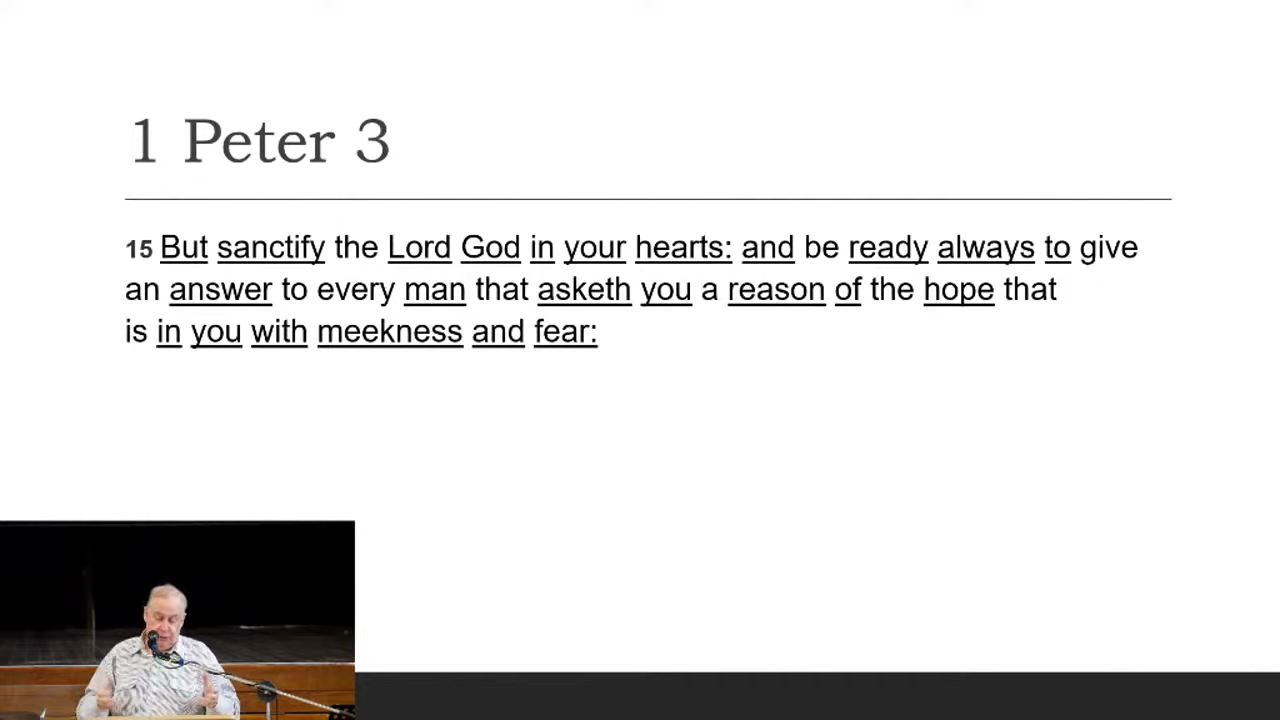 1 Peter 3
15 But sanctify the Lord God in your hearts: and be ready always to give
an answer to every man that asketh you a reason of the hope that
is in you with meekness and fear: